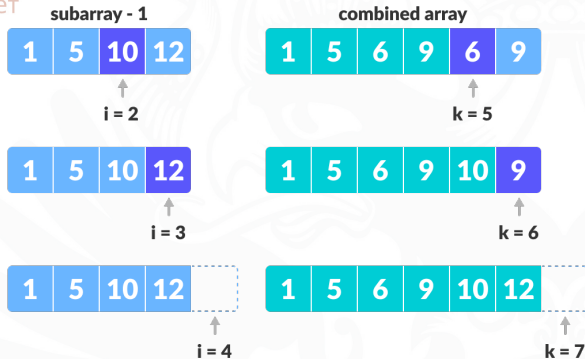 subarray - 1
combined array
1 5 10 12
1 5 6 9 6 9
i = 2
k = 5
1 5 10 12
1 5 6 9 10 9
i = 3
k = 6
1 5 10 12
1 5 6 9 10 12
i = 4
k = 7